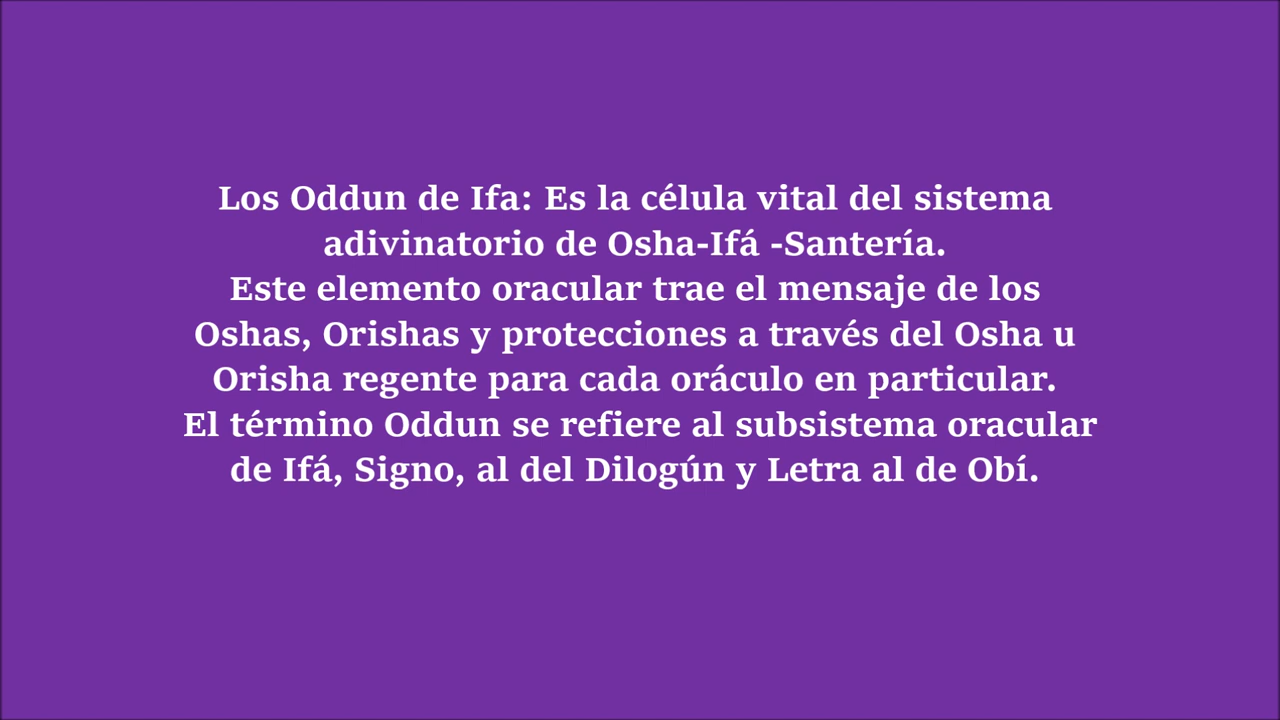 Los Oddun de Ifa: Es la célula vital del sistema
adivinatorio de Osha-Ifá -Santería.
Este elemento oracular trae el mensaje de los
Oshas, Orishas y protecciones a través del Osha u
Orisha regente para cada oráculo en particular.
El término Oddun se refiere al subsistema oracular
de Ifá, Signo, al del Dilogún y Letra al de Obí.